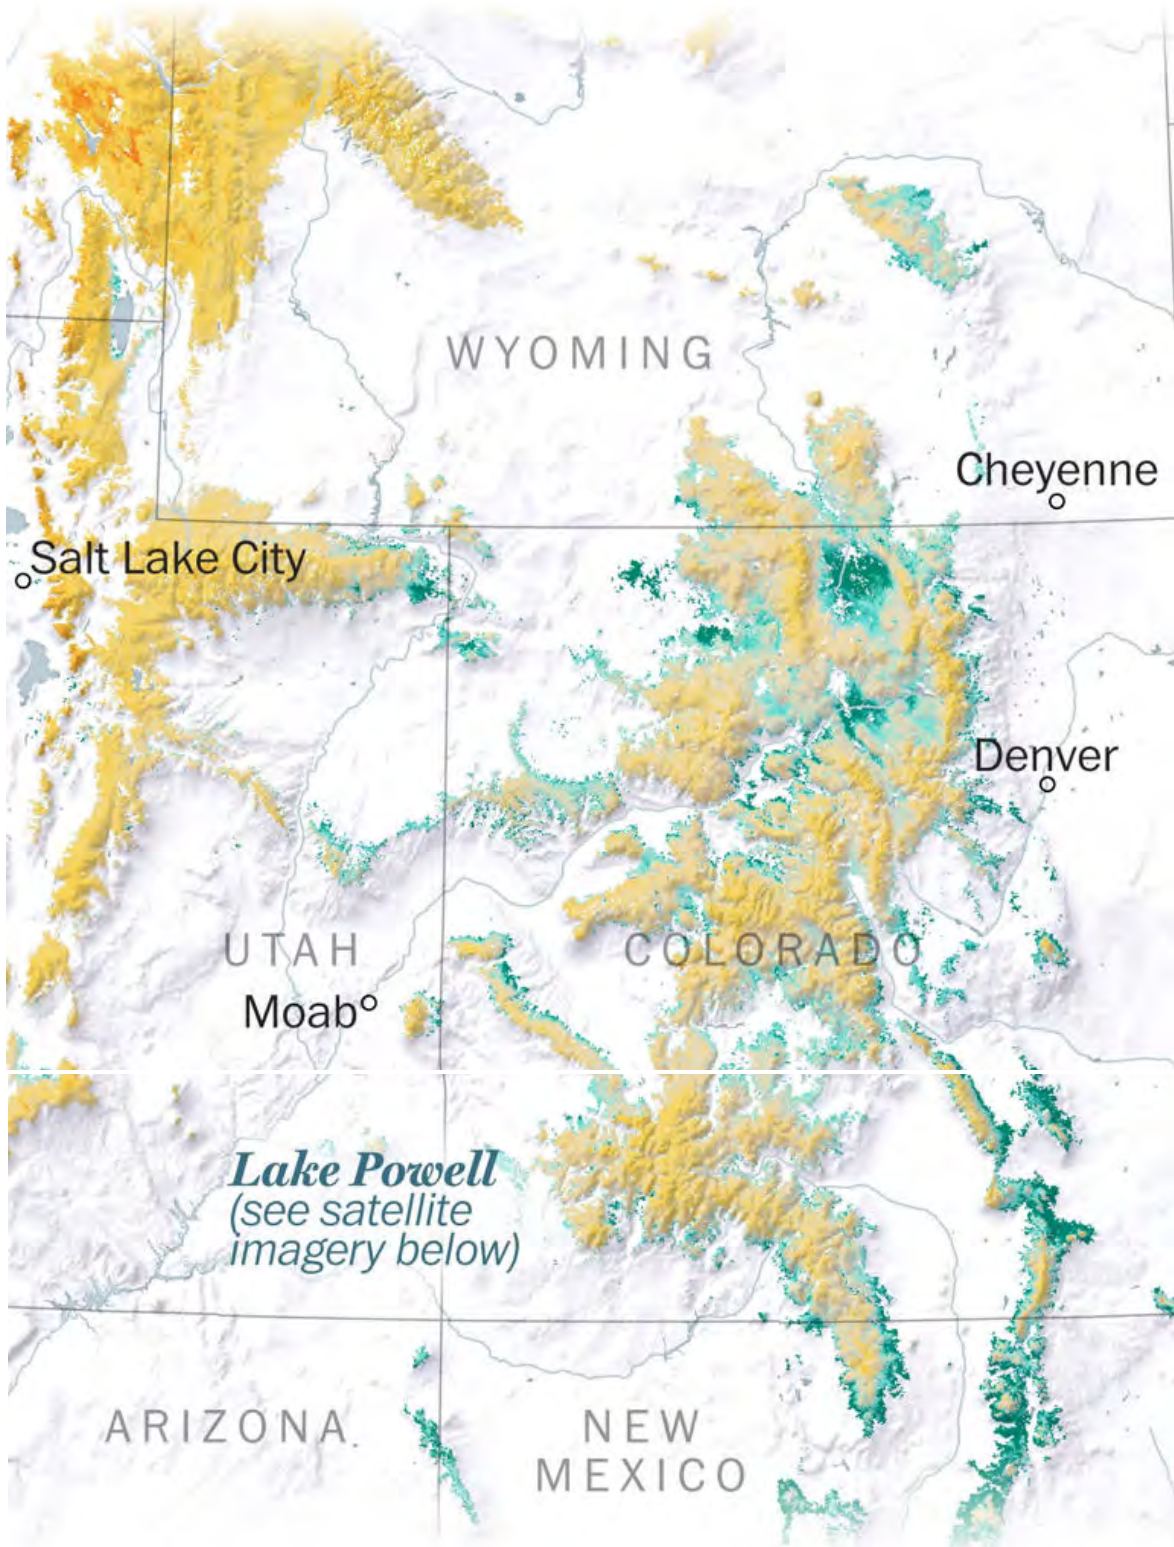 WYOMING
Cheyenne
Salt Lake City
Denver
UTAH
COLORADO
Moab
Lake Powell
(see satellite
imagery below)
ARIZONA
NEW
MEXICO